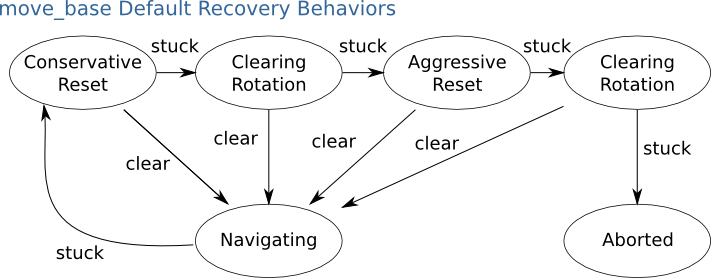 move_base Default Recovery Behaviors
stuck
stuck
stuck
Conservative
Reset
Clearing
Rotation
Aggressive
Reset
Clearing
Rotation
clear
clear
clear
clear
stuck
stuck
Navigating
Aborted